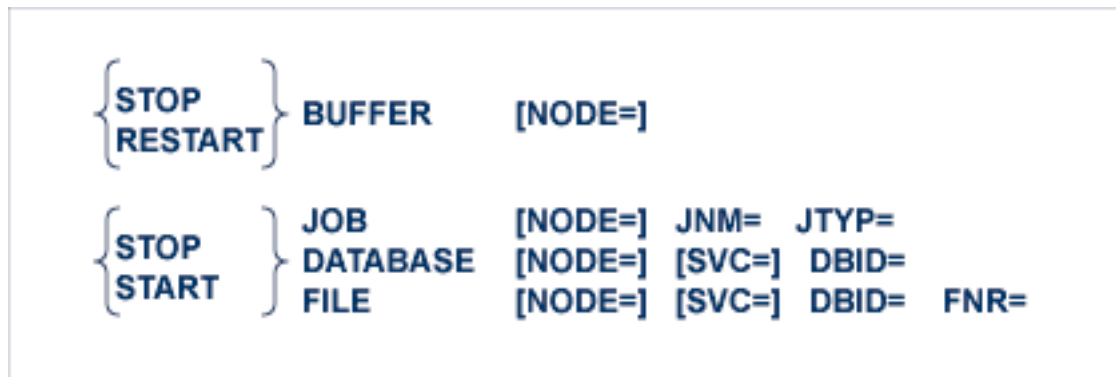 STOP
RESTART BUFFER [NODE=]
STOP
START
JOB [NODE=] JNM= JTYP=
DATABASE [NODE=] [SVC=] DBID=
FILE [NODE=] [SVC=] DBID= FNR=